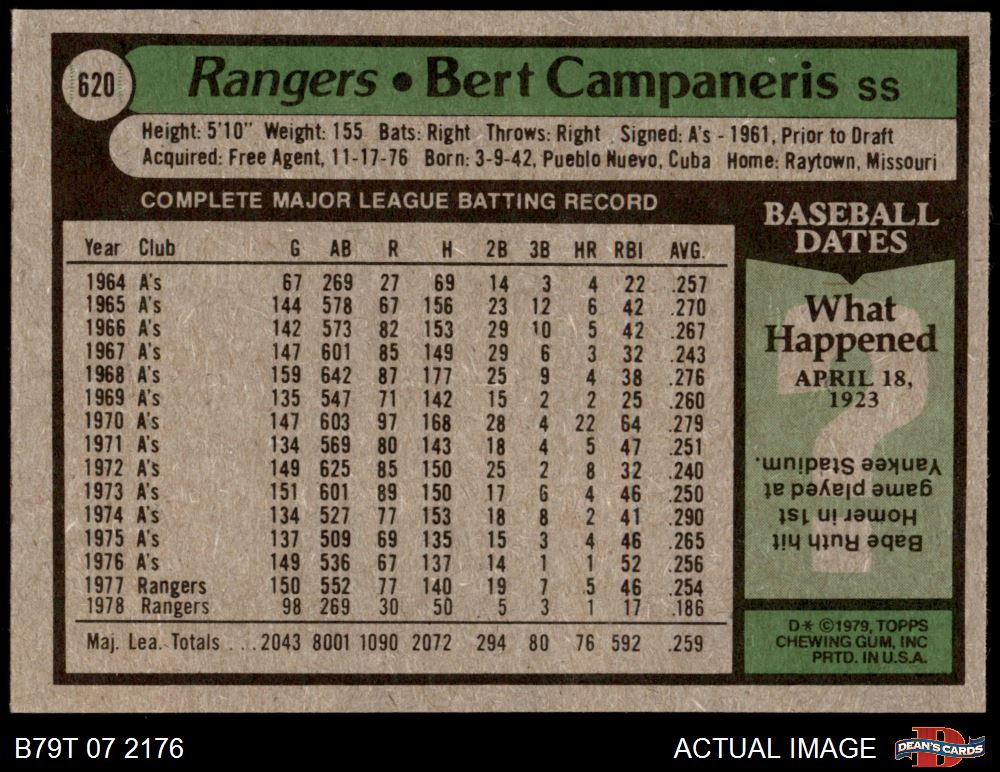 620
Rangers • Bert Campaneris SS
Height: 5'10" Weight: 155 Bats: Right Throws: Right Signed: A's - 1961, Prior to Draft
Acquired: Free Agent, 11-17-76 Born: 3-9-42, Pueblo Nuevo, Cuba Home: Raytown, Missouri
COMPLETE MAJOR LEAGUE BATTING RECORD
Year Club G AB R H 2B 3B HR RBI AVG.
1964 A's 67 269 27 69 14 3 4 22 .257
1965 A's 144 578 67 156 23 12 6 42 .270
1966 A's 142 573 82 153 29 10 5 42 .267
1967 A's 147 601 85 149 29 6 3 32 .243
1968 A's 159 642 87 177 25 9 4 38 .276
1969 A's 135 547 71 142 15 2 2 25 .260
1970 A's 147 603 97 168 28 4 22 64 .279
1971 A's 134 569 80 143 18 4 5 47 .251
1972 A's 149 625 85 150 25 2 8 32 .240
1973 A's 151 601 89 150 17 6 4 46 .250
1974 A's 134 527 77 153 18 8 2 41 .290
1975 A's 137 509 69 135 15 3 4 46 .265
1976 A's 149 536 67 137 14 1 1 52 .256
1977 Rangers 150 552 77 140 19 7 .5 46 .254
1978 Rangers 98 269 30 50 5 3 1 17 .186
Maj. Lea. Totals ...2043 8001 1090 2072 294 80 76 592 .259
BASEBALL
DATES
What
Happened
APRIL 18,
1923
?
Babe Ruth hit
Homer in 1st
game played at
Yankee Stadium.
D* ©1979, TOPPS
CHEWING GUM, INC
PRTD. IN U.S.A.
B79T 07 2176
ACTUAL IMAGE
D
DEAN'S CARDS